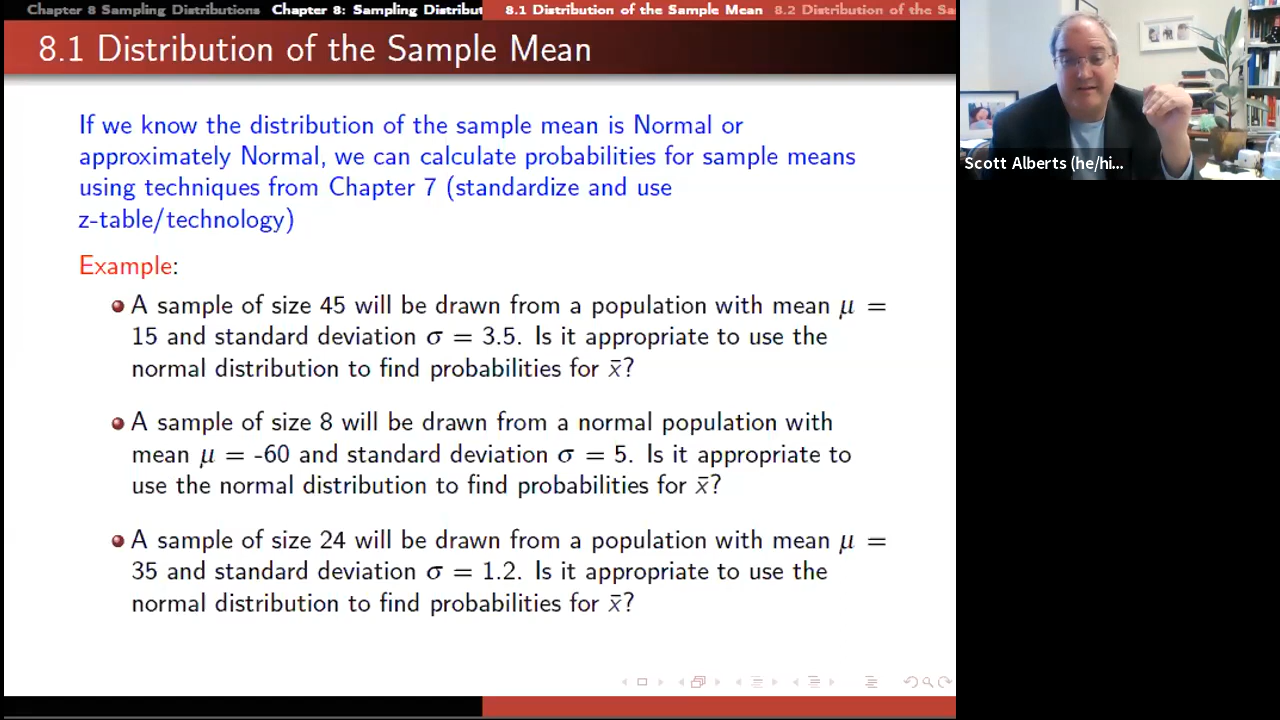 Chapter 8 Sampling Distributions Chapter 8: Sampling Distribut 8.1 Distribution of the Sample Mean 8.2 Distribution of the Sa
8.1 Distribution of the Sample Mean
If we know the distribution of the sample mean is Normal or
approximately Normal, we can calculate probabilities for sample means
using techniques from Chapter 7 (standardize and use
z-table/technology)
Example:
A sample of size 45 will be drawn from a population with mean μ =
15 and standard deviation σ = 3.5. Is it appropriate to use the
normal distribution to find probabilities for x̄?
A sample of size 8 will be drawn from a normal population with
mean μ = -60 and standard deviation σ = 5. Is it appropriate to
use the normal distribution to find probabilities for x̄?
A sample of size 24 will be drawn from a population with mean μ =
35 and standard deviation σ = 1.2. Is it appropriate to use the
normal distribution to find probabilities for x̄?
Scott Alberts (he/hi...